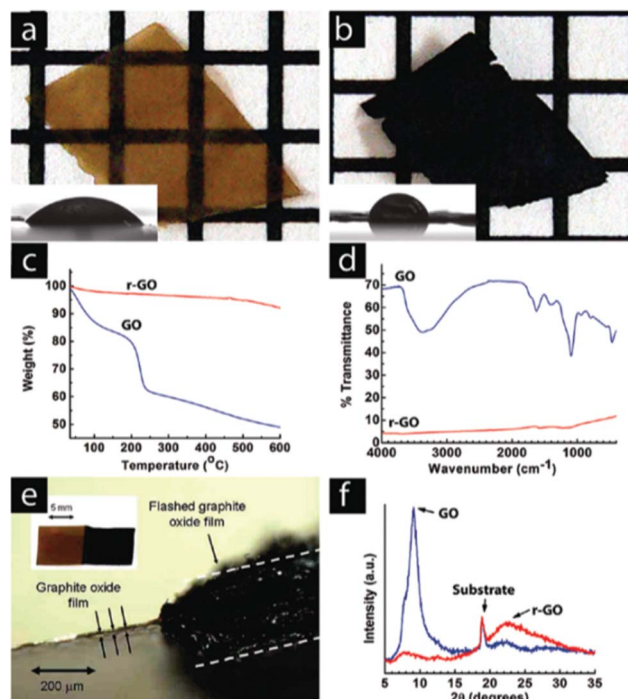 a
b
c
100
90
80
70
60
50
r-GO
GO
Weight (%)
100 200 300 400 500 600
Temperature (°C)
d
70
60
50
40
30
20
10
0
GO
r-GO
% Transmittance
4000 3000 2000 1000
Wavenumber (cm-1)
e
5 mm
Flashed graphite
oxide film
Graphite oxide
film
200 μm
f
GO
Substrate
r-GO
Intensity (a.u.)
5 10 15 20 25 30 35
2θ (degrees)